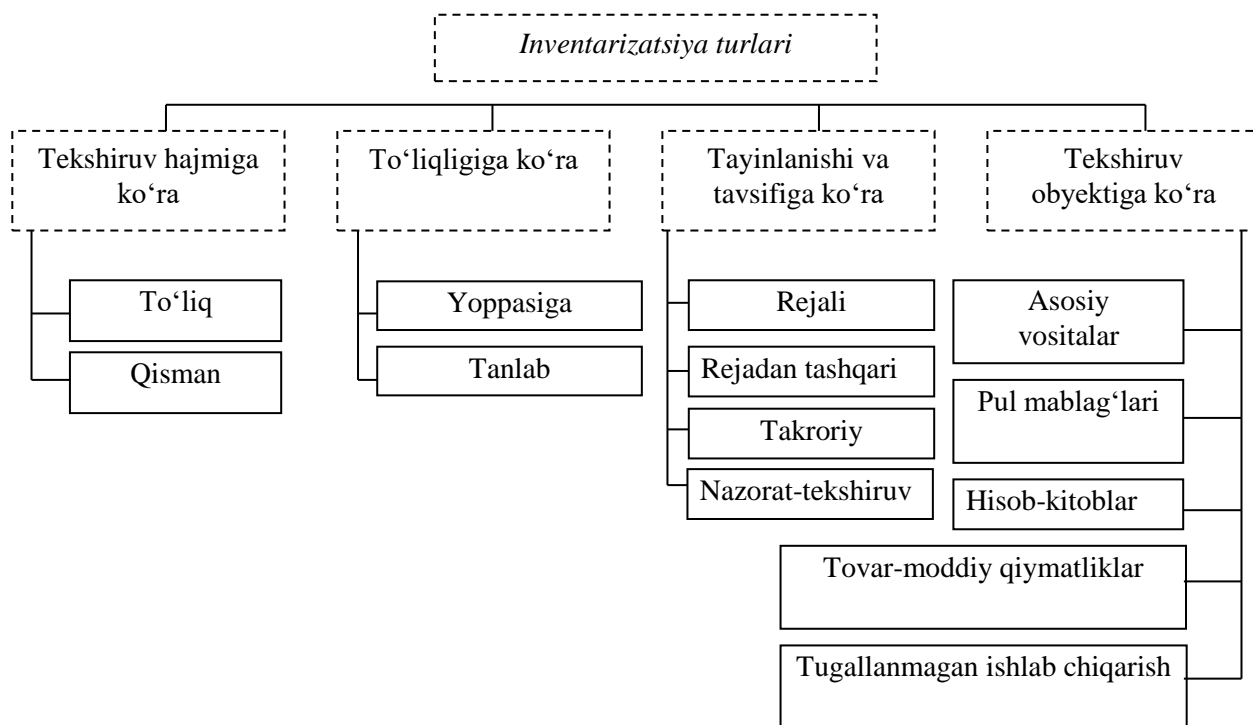 Inventarizatsiya turlari
Tekshiruv hajmiga
ko‘ra
To‘liqligiga ko‘ra
Tayinlanishi va
tavsifiga ko‘ra
Tekshiruv
obyektiga ko‘ra
To‘liq
Qisman
Yoppasiga
Tanlab
Rejali
Rejadan tashqari
Takroriy
Nazorat-tekshiruv
Asosiy
vositalar
Pul mablag‘lari
Hisob-kitoblar
Tovar-moddiy qiymatliklar
Tugallanmagan ishlab chiqarish